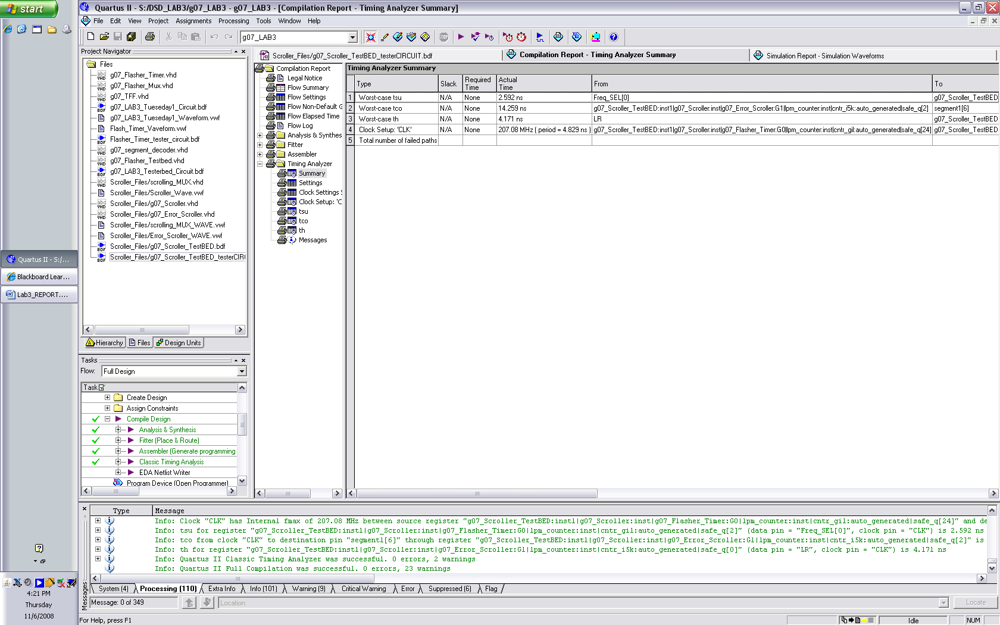 start
Quartus II - S:/DSD_LAB3/g07_LAB3 - g07_LAB3 - [Compilation Report - Timing Analyzer Summary]
File Edit View Project Assignments Processing Tools Window Help
g07_LAB3
Project Navigator
Files
g07_Flasher_Timer.vhd
g07_Flasher_Mux.vhd
g07_TFF.vhd
g07_LAB3_Tueseday1_Circuit.bdf
g07_LAB3_Tueseday1_Waveform.vwf
Flash_Timer_Waveform.vwf
Flasher_Timer_tester_circuit.bdf
g07_segment_decoder.vhd
g07_Flasher_Testbed.vhd
g07_LAB3_Testerbed_Circuit.bdf
Scroller_Files/scrolling_MUX.vhd
Scroller_Files/Scroller_Wave.vwf
Scroller_Files/g07_Scroller.vhd
Scroller_Files/g07_Error_Scroller.vhd
Scroller_Files/scrolling_MUX_WAVE.vwf
Scroller_Files/Error_Scroller_WAVE.vwf
Scroller_Files/g07_Scroller_TestBED.bdf
Scroller_Files/g07_Scroller_TestBED_testerCIR
Hierarchy Files Design Units
Scroller_Files/g07_Scroller_TestBED_testerCIRCUIT.bdf
Compilation Report - Timing Analyzer Summary
Simulation Report - Simulation Waveforms
Compilation Report
Legal Notice
Flow Summary
Flow Settings
Flow Non-Default G
Flow Elapsed Time
Flow Log
Analysis & Synthes
Fitter
Assembler
Timing Analyzer
Summary
Settings
Clock Settings S
Clock Setup: 'C
tsu
tco
th
Messages
Timing Analyzer Summary
Type Slack Required Time Actual Time From To
1 Worst-case tsu N/A None 2.592 ns Freq_SEL[0] g07_Scroller_TestBED
2 Worst-case tco N/A None 14.259 ns g07_Scroller_TestBED:inst1|g07_Scroller:inst|g07_Error_Scroller:G1|lpm_counter:inst|cntr_i5k:auto_generated|safe_q[2] segment1[6]
3 Worst-case th N/A None 4.171 ns LR g07_Scroller_TestBED
4 Clock Setup: 'CLK' N/A None 207.08 MHz ( period = 4.829 ns ) g07_Scroller_TestBED:inst1|g07_Scroller:inst|g07_Flasher_Timer:G0|lpm_counter:inst|cntr_gil:auto_generated|safe_q[24] g07_Scroller_TestBED
5 Total number of failed paths
Quartus II - S:/...
Blackboard Lear...
Lab3_REPORT....
Tasks
Flow: Full Design
Task
Create Design
Assign Constraints
Compile Design
Analysis & Synthesis
Fitter (Place & Route)
Assembler (Generate programming
Classic Timing Analysis
EDA Netlist Writer
Program Device (Open Programmer)
Type Message
Info: Clock "CLK" has Internal fmax of 207.08 MHz between source register "g07_Scroller_TestBED:inst1|g07_Scroller:inst|g07_Flasher_Timer:G0|lpm_counter:inst|cntr_gil:auto_generated|safe_q[24]" and de
Info: tsu for register "g07_Scroller_TestBED:inst1|g07_Scroller:inst|g07_Flasher_Timer:G0|lpm_counter:inst|cntr_gil:auto_generated|safe_q[2]" (data pin = "Freq_SEL[0]", clock pin = "CLK") is 2.592 ns
Info: tco from clock "CLK" to destination pin "segment1[6]" through register "g07_Scroller_TestBED:inst1|g07_Scroller:inst|g07_Error_Scroller:G1|lpm_counter:inst|cntr_i5k:auto_generated|safe_q[2]" is
Info: th for register "g07_Scroller_TestBED:inst1|g07_Scroller:inst|g07_Error_Scroller:G1|lpm_counter:inst|cntr_i5k:auto_generated|safe_q[0]" (data pin = "LR", clock pin = "CLK") is 4.171 ns
Info: Quartus II Classic Timing Analyzer was successful. 0 errors, 2 warnings
Info: Quartus II Full Compilation was successful. 0 errors, 23 warnings
System (4) Processing (110) Extra Info Info (101) Warning (9) Critical Warning Error Suppressed (6) Flag
Messages
Message: 0 of 349 Location: Locate
For Help, press F1 Idle NUM
4:21 PM
Thursday
11/6/2008